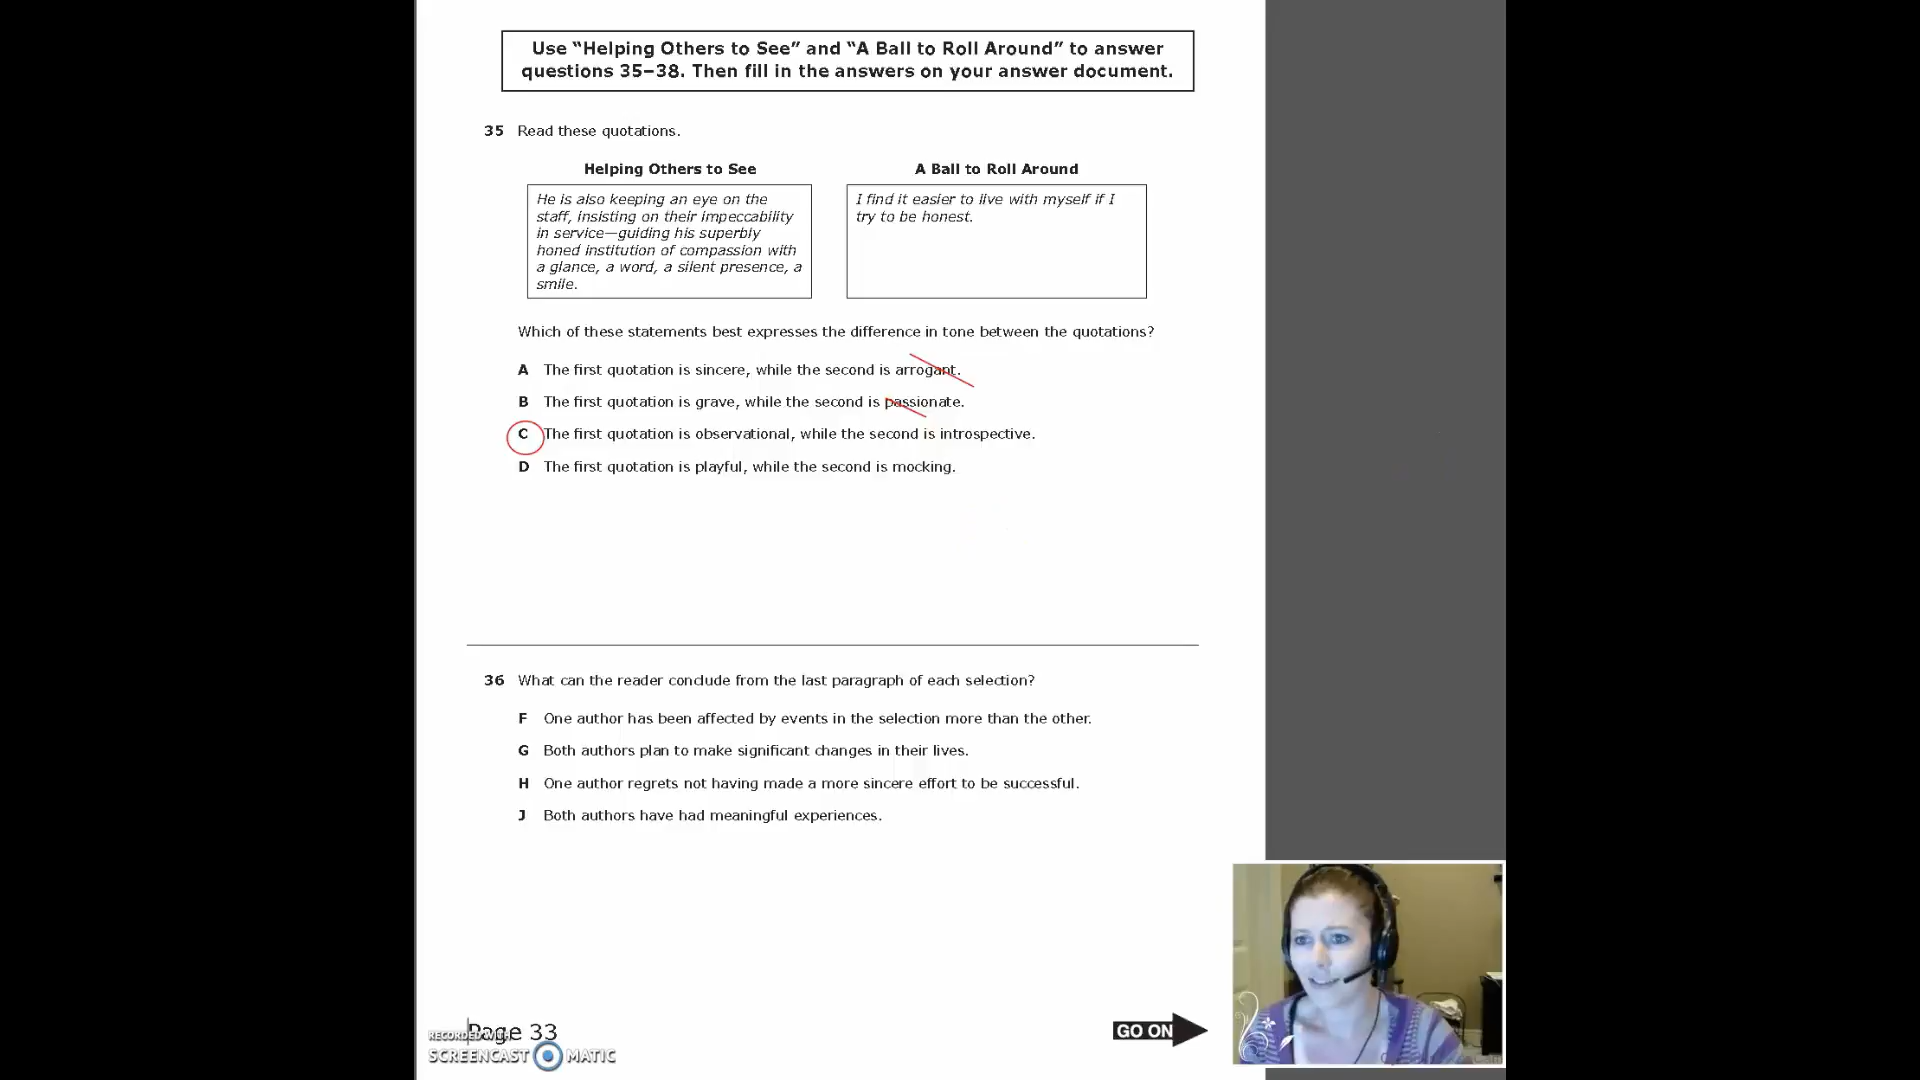 Use “Helping Others to See” and “A Ball to Roll Around” to answer
questions 35–38. Then fill in the answers on your answer document.
35 Read these quotations.
Helping Others to See
He is also keeping an eye on the
staff, insisting on their impeccability
in service—guiding his superbly
honed institution of compassion with
a glance, a word, a silent presence, a
smile.
A Ball to Roll Around
I find it easier to live with myself if I
try to be honest.
Which of these statements best expresses the difference in tone between the quotations?
A The first quotation is sincere, while the second is arrogant.
B The first quotation is grave, while the second is passionate.
C The first quotation is observational, while the second is introspective.
D The first quotation is playful, while the second is mocking.
36 What can the reader conclude from the last paragraph of each selection?
F One author has been affected by events in the selection more than the other.
G Both authors plan to make significant changes in their lives.
H One author regrets not having made a more sincere effort to be successful.
J Both authors have had meaningful experiences.
Page 33
GO ON
RECORDED WITH
SCREENCAST MATIC